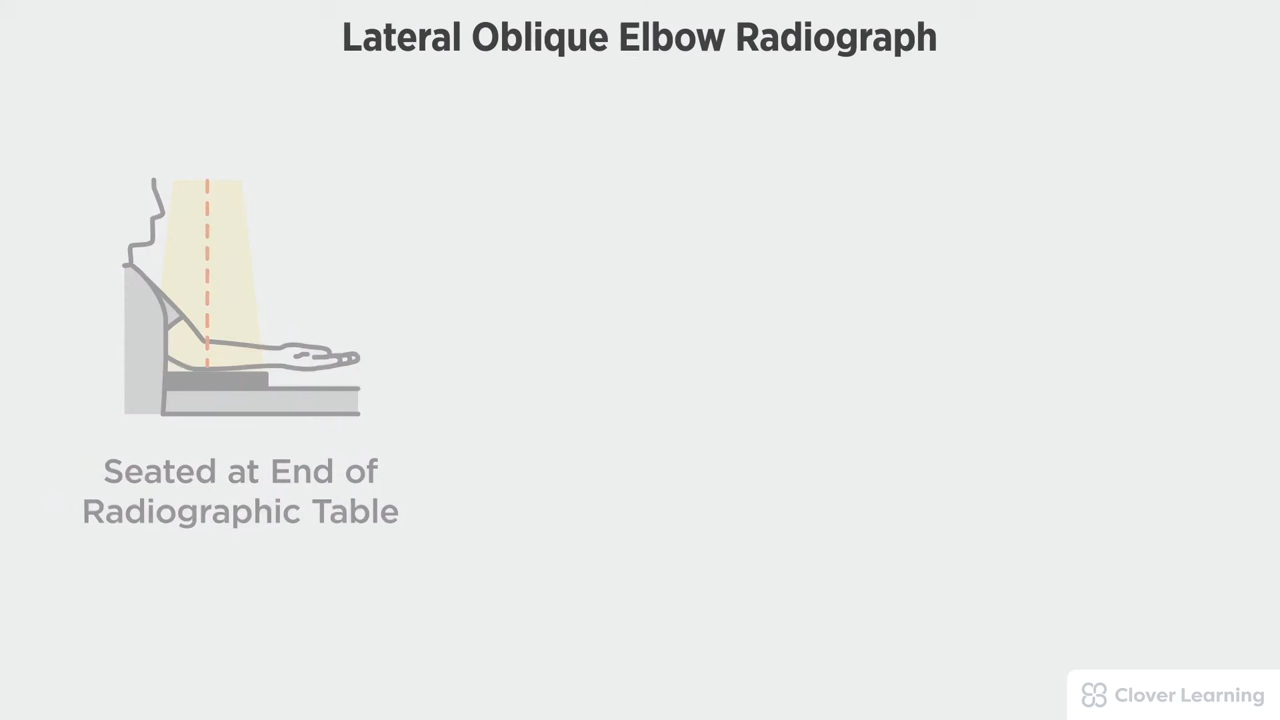 Lateral Oblique Elbow Radiograph
Seated at End of
Radiographic Table
Clover Learning